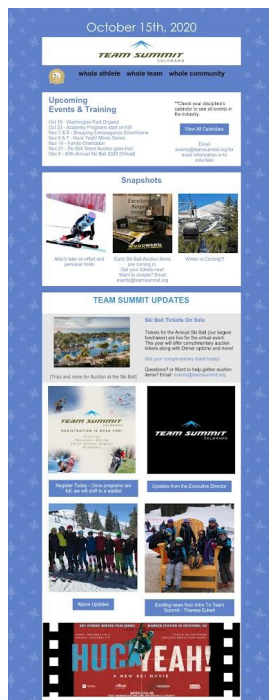 October 15th, 2020
TEAM SUMMIT
COLORADO
whole athlete whole team whole community
Upcoming
Events & Training
Oct 18 - Washington Park Dryland
Oct 20 - Academy Programs start on hill!
Nov 7 & 8 - Shopping Extravaganza Silverthorne
Nov 6 & 7 - Huck Yeah! Movie Series
Nov 14 - Family Orientation
Nov 21 - Ski Ball Silent Auction goes live!
Dec 5 - 40th Annual Ski Ball 2020 [Virtual]
**Check your discipline's
calendar to see all events in
the industry.
View All Calendars
Email
events@teamsummit.org for
more information or to
volunteer!
Snapshots
Excellence
Required
Aldo's take on effort and
personal limits
Early Ski Ball Auction Items
are coming in
Get your tickets now!
Want to donate? Email
events@teamsummit.org
Winter is Coming!!!
TEAM SUMMIT UPDATES
[Trips and more for Auction at the Ski Ball]
Ski Ball Tickets On Sale
Tickets for the Annual Ski Ball (our largest
fundraiser) are live for the virtual event.
This year will offer complimentary auction
tickets along with Dinner options and more!
Get your complimentary ticket today!
Questions? or Want to help gather auction
items? Email: events@teamsummit.org
TEAM SUMMIT
COLORADO
REGISTRATION IS OPEN FOR:
TEAM SUMMIT
COLORADO
Register Today - Once programs are
full, we will shift to a waitlist
Updates from the Executive Director
Alpine Updates
Exciting news from Intro To Team
Summit - Theresa Eckert
HUCK YEAH!
A NEW SKI MOVIE